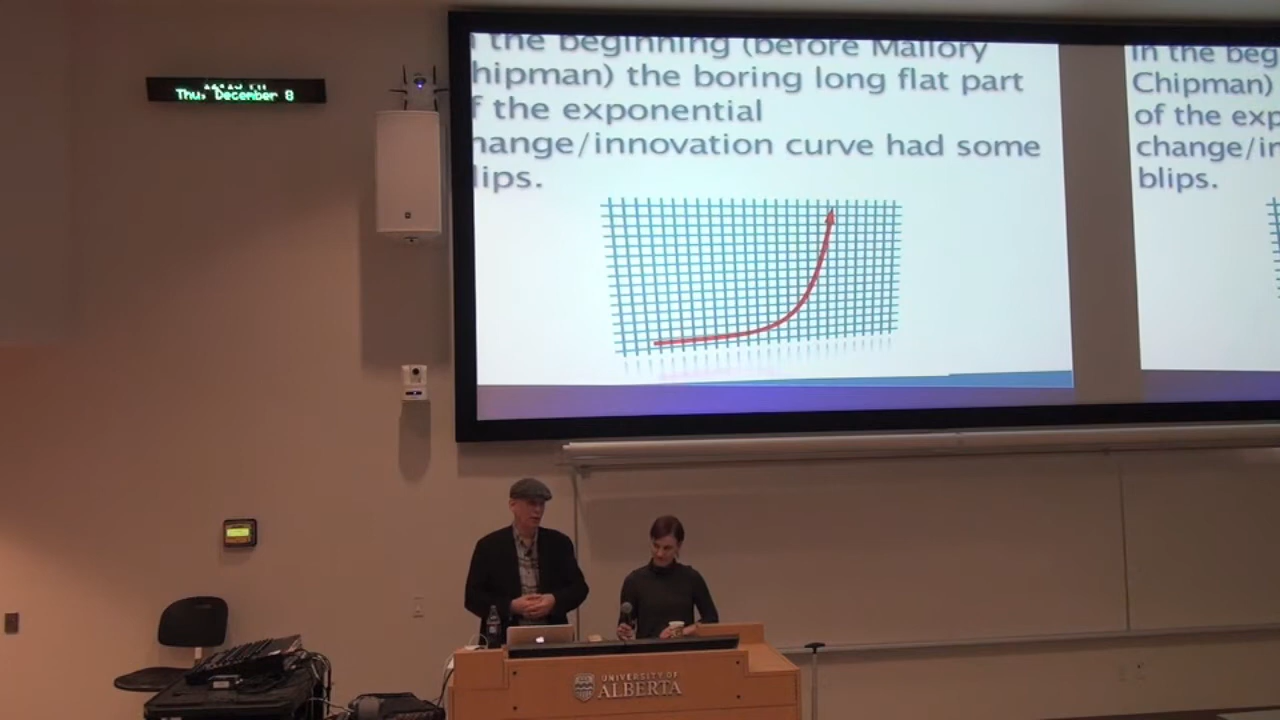 Thu, December 8
the beginning (before Mallory
hipman) the boring long flat part
f the exponential
hange/innovation curve had some
lips.
In the beg
Chipman)
of the exp
change/in
blips.
UNIVERSITY OF
ALBERTA